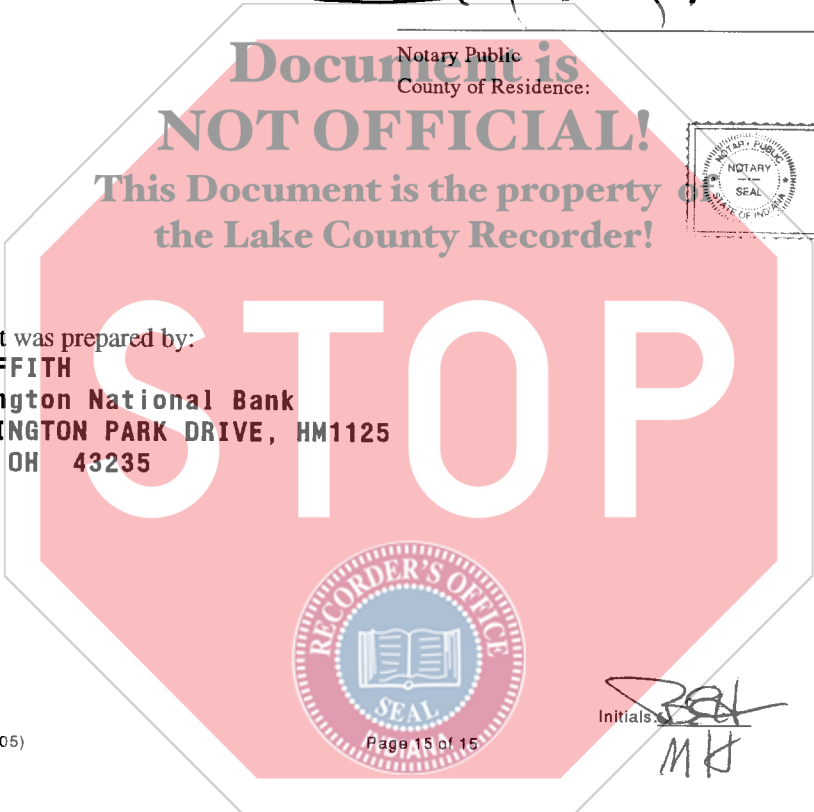 Document is
Notary Public
County of Residence:
NOT OFFICIAL!
NOTARY PUBLIC
NOTARY
SEAL
STATE OF INDIANA
This Document is the property of
the Lake County Recorder!
STOP
t was prepared by:
FFITH
ngton National Bank
INGTON PARK DRIVE, HM1125
OH 43235
RECORDER'S OFFICE
SEAL
INDIANA
Initials:
MH
05)
Page 15 of 15